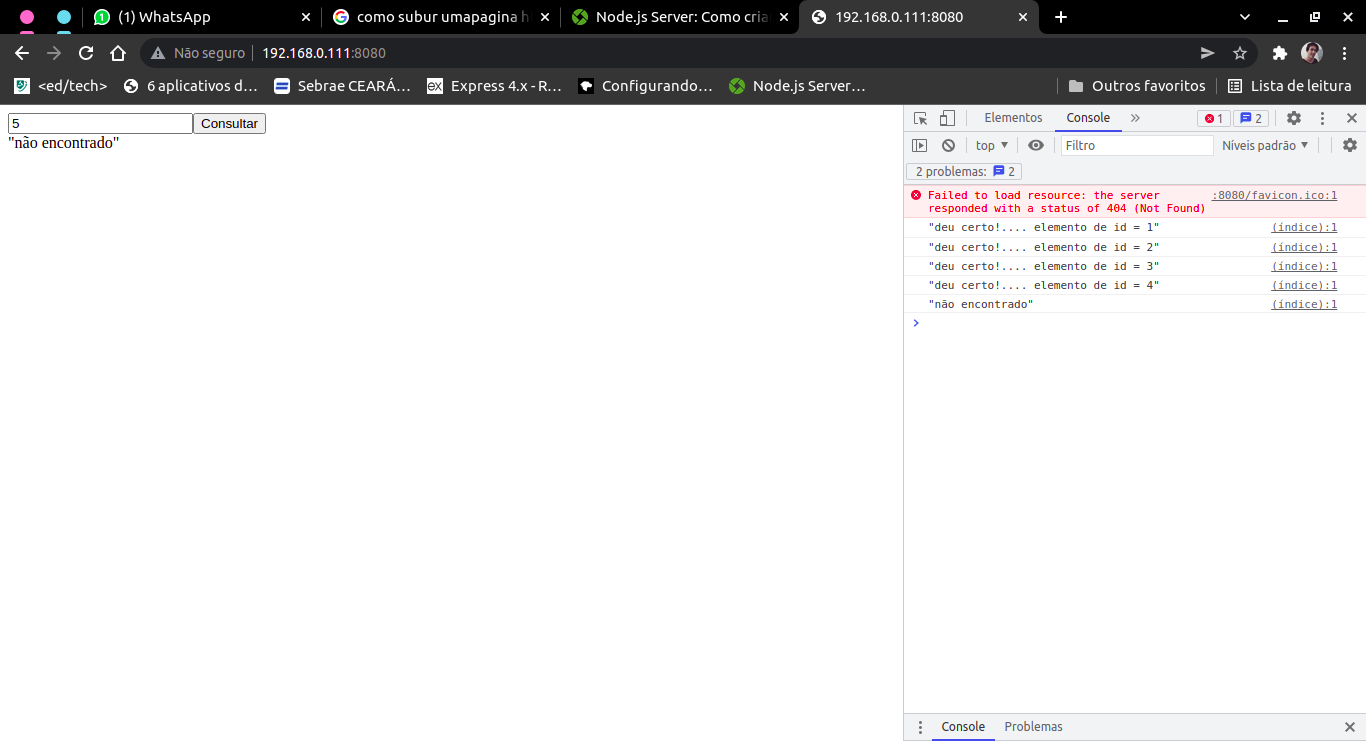 (1) WhatsApp
como subur umapagina h
Node.js Server: Como cria
192.168.0.111:8080
Não seguro
192.168.0.111:8080
<ed/tech>
6 aplicativos d…
Sebrae CEARÁ…
Express 4.x - R…
Configurando…
Node.js Server…
Outros favoritos
Lista de leitura
5
Consultar
"não encontrado"
Elementos
Console
1
2
top
Filtro
Níveis padrão
2 problemas:
2
Failed to load resource: the server :8080/favicon.ico:1
responded with a status of 404 (Not Found)
"deu certo!.... elemento de id = 1" (índice):1
"deu certo!.... elemento de id = 2" (índice):1
"deu certo!.... elemento de id = 3" (índice):1
"deu certo!.... elemento de id = 4" (índice):1
"não encontrado" (índice):1
Console
Problemas